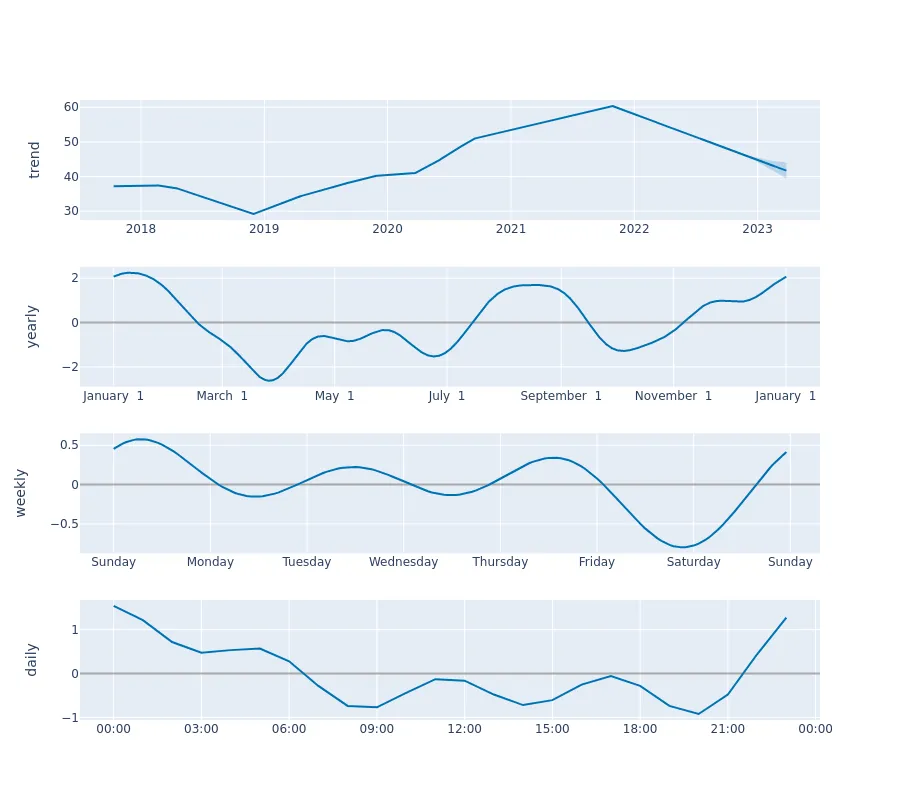 trend
60
50
40
30
2018 2019 2020 2021 2022 2023
yearly
2
0
−2
January 1 March 1 May 1 July 1 September 1 November 1 January 1
weekly
0.5
0
−0.5
Sunday Monday Tuesday Wednesday Thursday Friday Saturday Sunday
daily
1
0
−1
00:00 03:00 06:00 09:00 12:00 15:00 18:00 21:00 00:00